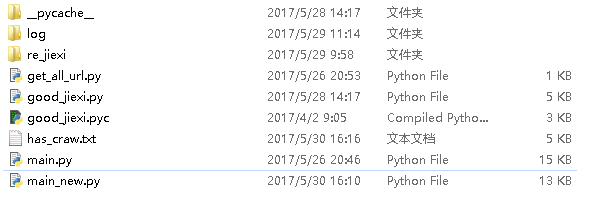 __pycache__ 2017/5/28 14:17 文件夹
log 2017/5/29 11:14 文件夹
re_jiexi 2017/5/29 9:58 文件夹
get_all_url.py 2017/5/26 20:53 Python File 1 KB
good_jiexi.py 2017/5/28 14:17 Python File 5 KB
good_jiexi.pyc 2017/4/2 9:05 Compiled Pytho... 3 KB
has_craw.txt 2017/5/30 16:16 文本文档 5 KB
main.py 2017/5/26 20:46 Python File 15 KB
main_new.py 2017/5/30 16:10 Python File 13 KB